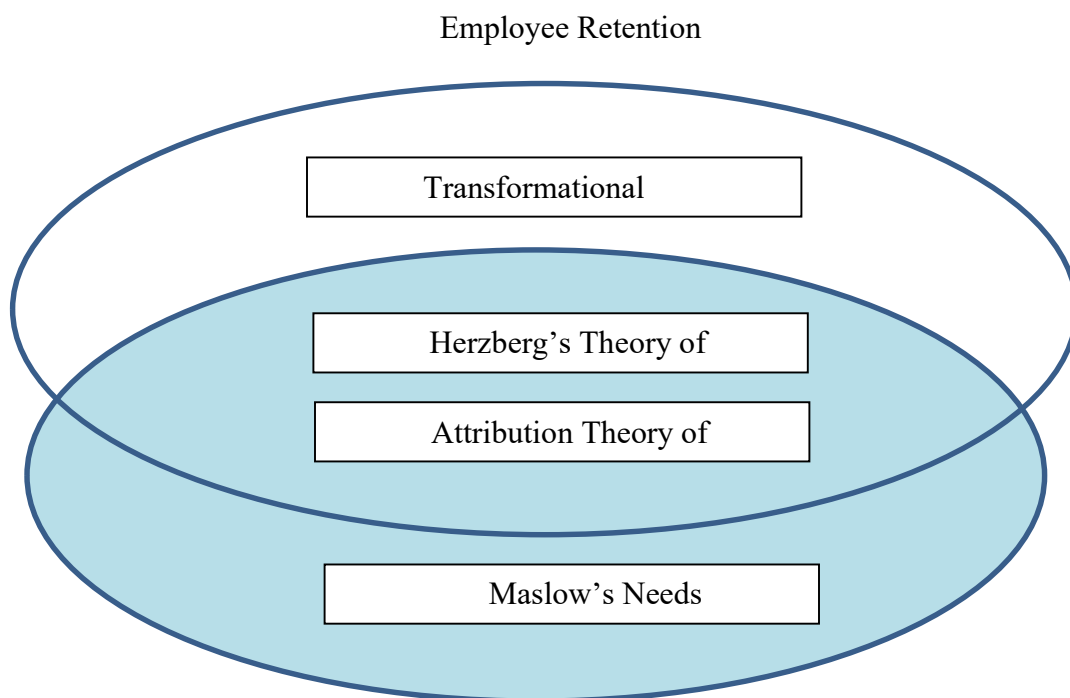 Employee Retention
Transformational
Herzberg’s Theory of
Attribution Theory of
Maslow’s Needs